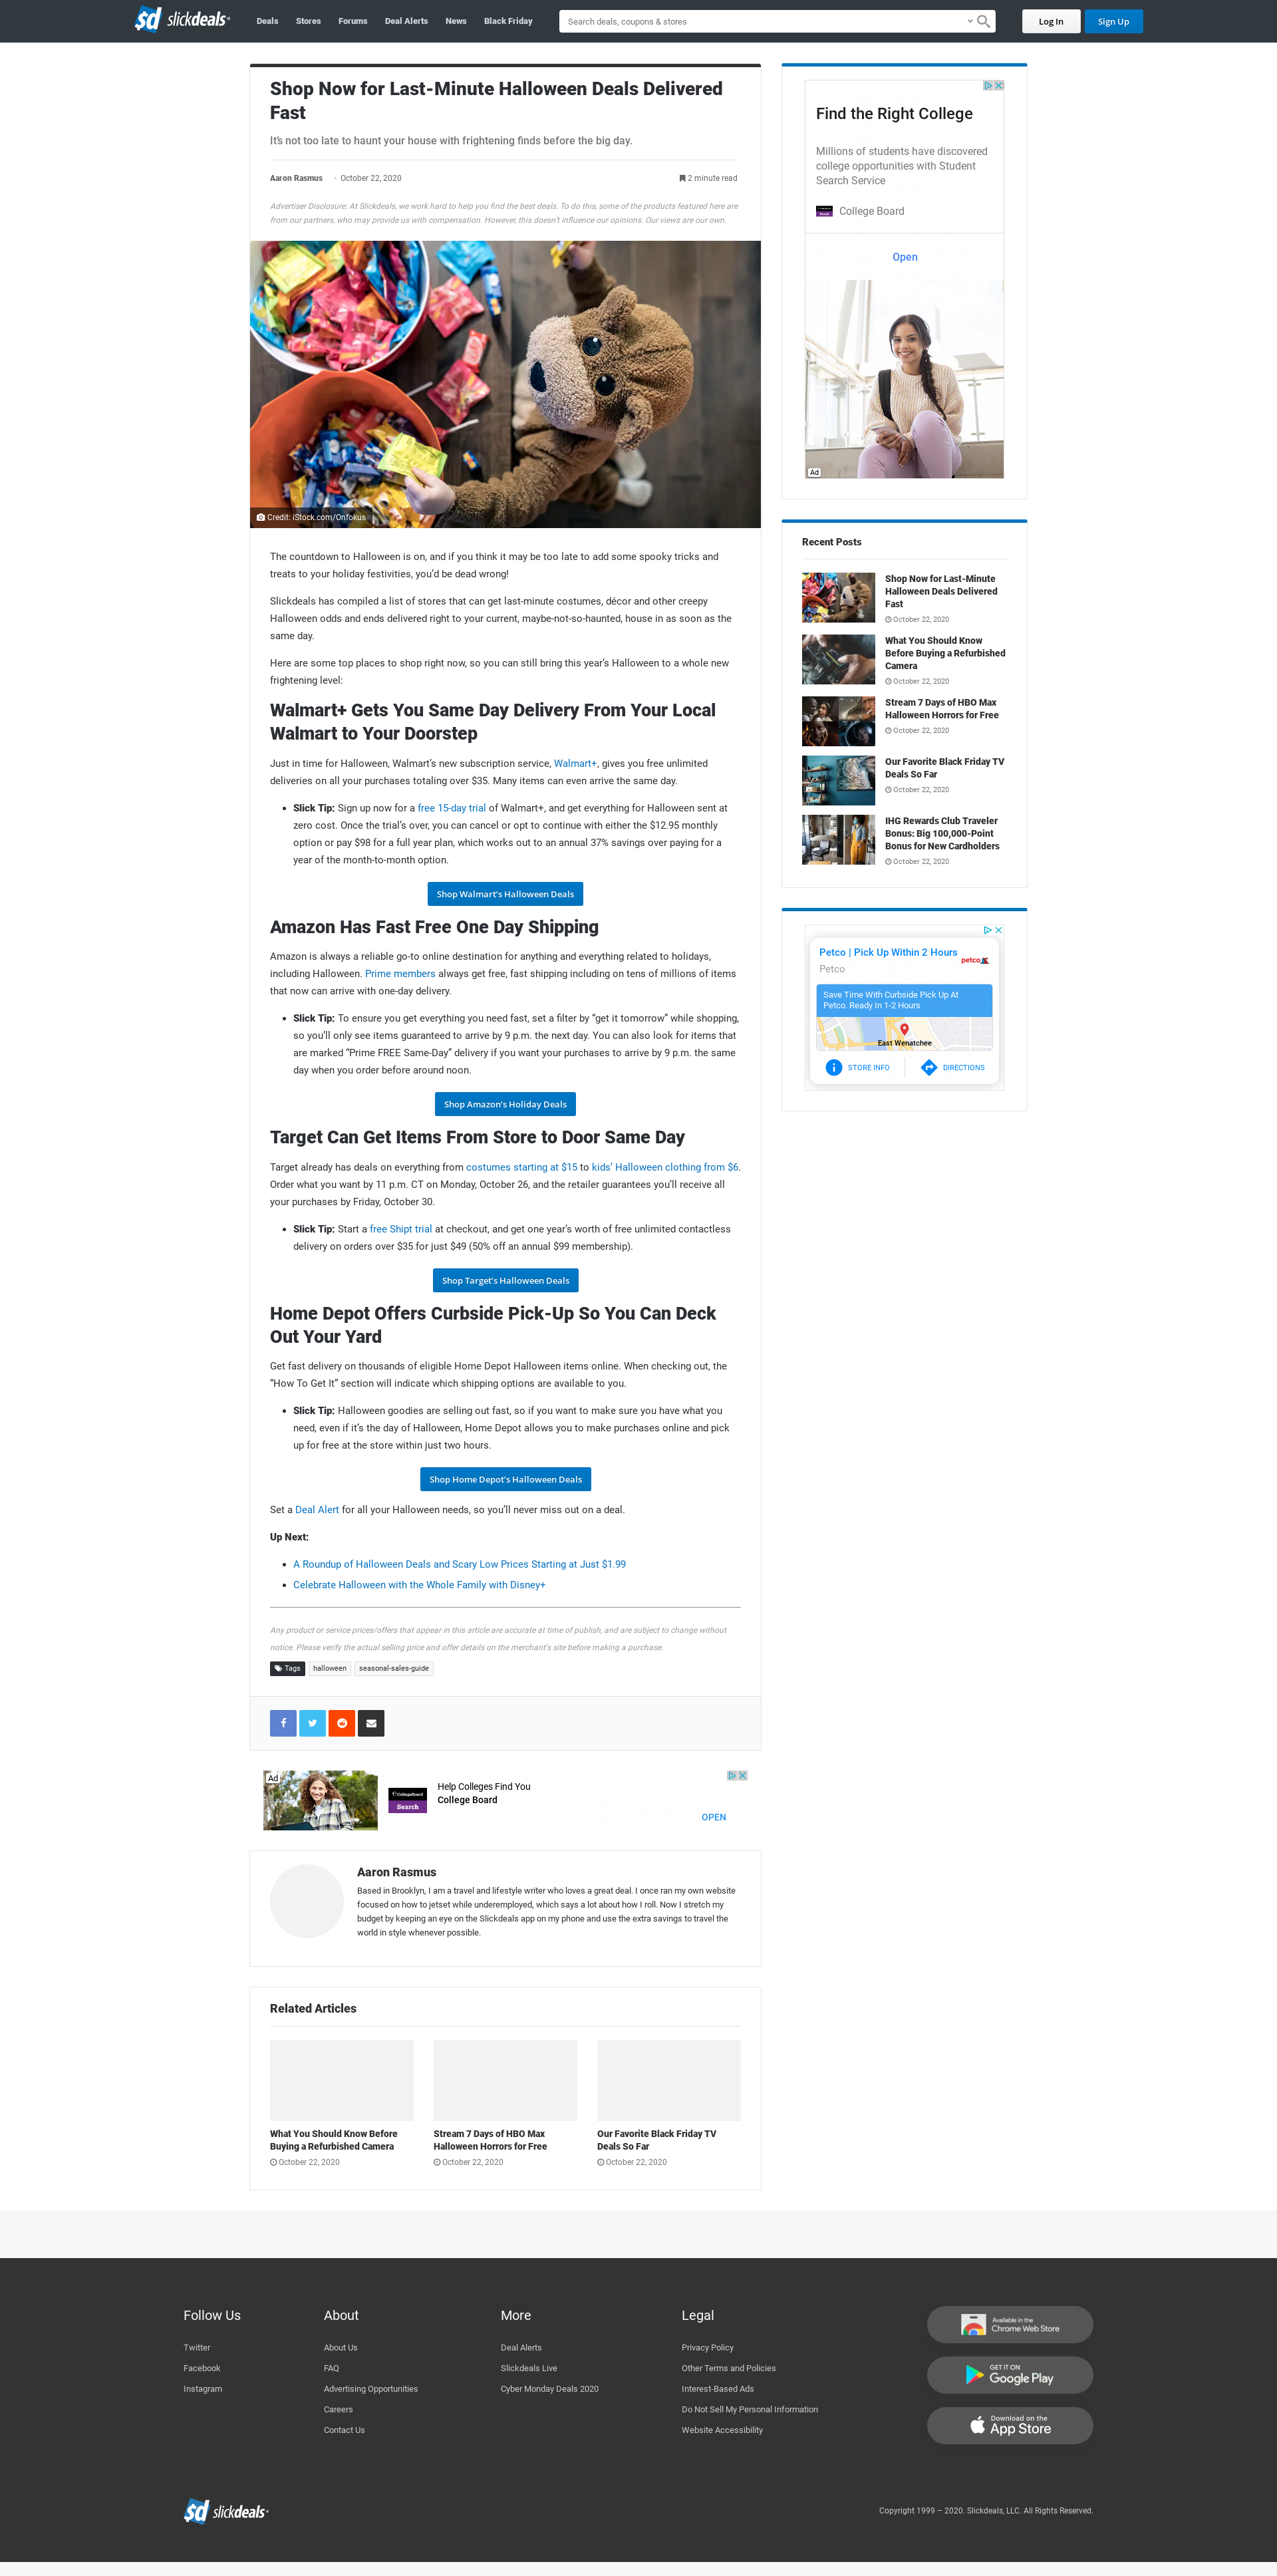 slickdeals
Deals
Stores
Forums
Deal Alerts
News
Black Friday
Search deals, coupons & stores
Log In
Sign Up
Shop Now for Last-Minute Halloween Deals Delivered
Fast
It's not too late to haunt your house with frightening finds before the big day.
Aaron Rasmus - October 22, 2020
2 minute read
Advertiser Disclosure: At Slickdeals, we work hard to help you find the best deals. To do this, some of the products featured here are
from our partners, who may provide us with compensation. However, this doesn't influence our opinions. Our views are our own.
Credit: iStock.com/Onfokus
The countdown to Halloween is on, and if you think it may be too late to add some spooky tricks and
treats to your holiday festivities, you'd be dead wrong!
Slickdeals has compiled a list of stores that can get last-minute costumes, décor and other creepy
Halloween odds and ends delivered right to your current, maybe-not-so-haunted, house in as soon as the
same day.
Here are some top places to shop right now, so you can still bring this year's Halloween to a whole new
frightening level:
Walmart+ Gets You Same Day Delivery From Your Local
Walmart to Your Doorstep
Just in time for Halloween, Walmart's new subscription service, Walmart+, gives you free unlimited
deliveries on all your purchases totaling over $35. Many items can even arrive the same day.
Slick Tip: Sign up now for a free 15-day trial of Walmart+, and get everything for Halloween sent at
zero cost. Once the trial's over, you can cancel or opt to continue with either the $12.95 monthly
option or pay $98 for a full year plan, which works out to an annual 37% savings over paying for a
year of the month-to-month option.
Shop Walmart's Halloween Deals
Amazon Has Fast Free One Day Shipping
Amazon is always a reliable go-to online destination for anything and everything related to holidays,
including Halloween. Prime members always get free, fast shipping including on tens of millions of items
that now can arrive with one-day delivery.
Slick Tip: To ensure you get everything you need fast, set a filter by "get it tomorrow" while shopping,
so you'll only see items guaranteed to arrive by 9 p.m. the next day. You can also look for items that
are marked "Prime FREE Same-Day" delivery if you want your purchases to arrive by 9 p.m. the same
day when you order before around noon.
Shop Amazon's Holiday Deals
Target Can Get Items From Store to Door Same Day
Target already has deals on everything from costumes starting at $15 to kids' Halloween clothing from $6.
Order what you want by 11 p.m. CT on Monday, October 26, and the retailer guarantees you'll receive all
your purchases by Friday, October 30.
Slick Tip: Start a free Shipt trial at checkout, and get one year's worth of free unlimited contactless
delivery on orders over $35 for just $49 (50% off an annual $99 membership).
Shop Target's Halloween Deals
Home Depot Offers Curbside Pick-Up So You Can Deck
Out Your Yard
Get fast delivery on thousands of eligible Home Depot Halloween items online. When checking out, the
"How To Get It" section will indicate which shipping options are available to you.
Slick Tip: Halloween goodies are selling out fast, so if you want to make sure you have what you
need, even if it's the day of Halloween, Home Depot allows you to make purchases online and pick
up for free at the store within just two hours.
Shop Home Depot's Halloween Deals
Set a Deal Alert for all your Halloween needs, so you'll never miss out on a deal.
Up Next:
A Roundup of Halloween Deals and Scary Low Prices Starting at Just $1.99
Celebrate Halloween with the Whole Family with Disney+
Any product or service prices/offers that appear in this article are accurate at time of publish, and are subject to change without
notice. Please verify the actual selling price and offer details on the merchant's site before making a purchase.
Tags
halloween
seasonal-sales-guide
Ad
CollegeBoard
Search
Help Colleges Find You
College Board
OPEN
Aaron Rasmus
Based in Brooklyn, I am a travel and lifestyle writer who loves a great deal. I once ran my own website
focused on how to jetset while underemployed, which says a lot about how I roll. Now I stretch my
budget by keeping an eye on the Slickdeals app on my phone and use the extra savings to travel the
world in style whenever possible.
Related Articles
What You Should Know Before
Buying a Refurbished Camera
October 22, 2020
Stream 7 Days of HBO Max
Halloween Horrors for Free
October 22, 2020
Our Favorite Black Friday TV
Deals So Far
October 22, 2020
Find the Right College
Millions of students have discovered
college opportunities with Student
Search Service
College Board
Open
Ad
Recent Posts
Shop Now for Last-Minute
Halloween Deals Delivered
Fast
October 22, 2020
What You Should Know
Before Buying a Refurbished
Camera
October 22, 2020
Stream 7 Days of HBO Max
Halloween Horrors for Free
October 22, 2020
Our Favorite Black Friday TV
Deals So Far
October 22, 2020
IHG Rewards Club Traveler
Bonus: Big 100,000-Point
Bonus for New Cardholders
October 22, 2020
Petco | Pick Up Within 2 Hours
Petco
petco
Save Time With Curbside Pick Up At
Petco. Ready In 1-2 Hours
East Wenatchee
STORE INFO
DIRECTIONS
Follow Us
Twitter
Facebook
Instagram
About
About Us
FAQ
Advertising Opportunities
Careers
Contact Us
More
Deal Alerts
Slickdeals Live
Cyber Monday Deals 2020
Legal
Privacy Policy
Other Terms and Policies
Interest-Based Ads
Do Not Sell My Personal Information
Website Accessibility
Available in the
Chrome Web Store
GET IT ON
Google Play
Download on the
App Store
slickdeals
Copyright 1999 – 2020. Slickdeals, LLC. All Rights Reserved.